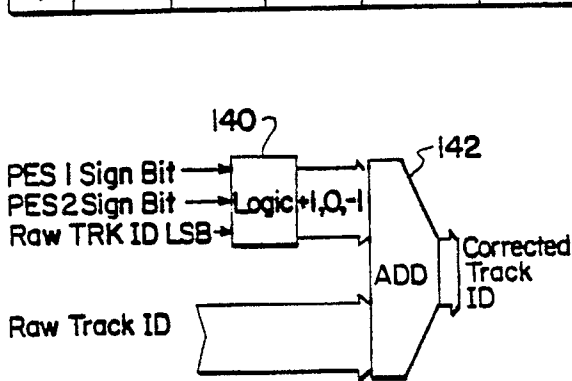 140
142
PES 1 Sign Bit
PES 2 Sign Bit
Raw TRK ID LSB
Logic
+1,0,-1
ADD
Corrected
Track
ID
Raw Track ID